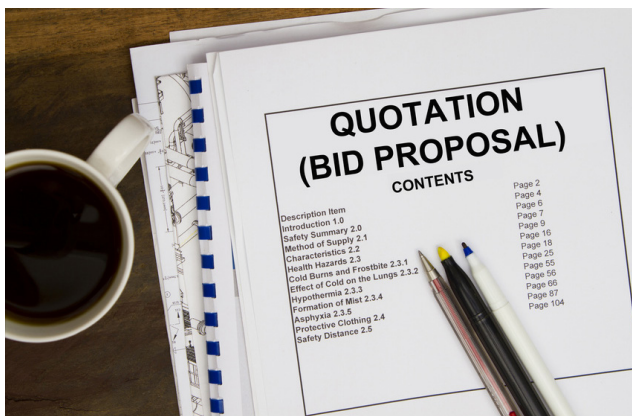 QUOTATION
(BID PROPOSAL)
CONTENTS
Description Item Page 2
Introduction 1.0 Page 4
Safety Summary 2.0 Page 6
Method of Supply 2.1 Page 7
Characteristics 2.2 Page 9
Health Hazards 2.3 Page 16
Cold Burns and Frostbite 2.3.1 Page 18
Effect of Cold on the Lungs 2.3.2 Page 25
Hypothermia 2.3.3 Page 55
Formation of Mist 2.3.4 Page 56
Asphyxia 2.3.5 Page 66
Protective Clothing 2.4 Page 87
Safety Distance 2.5 Page 104